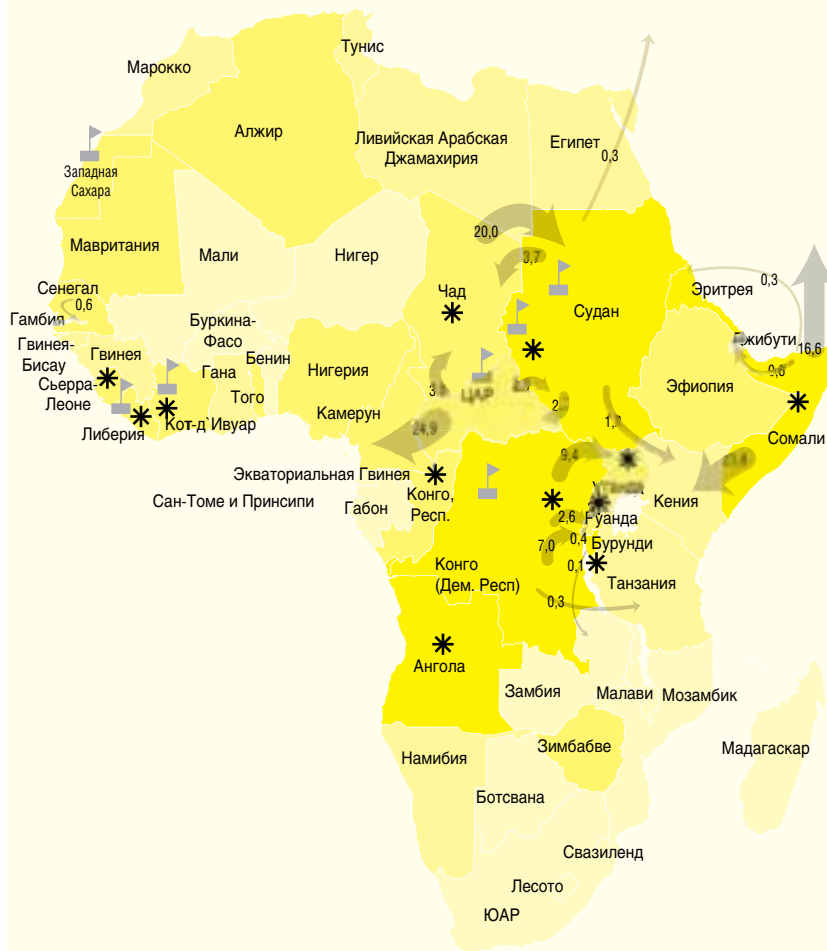 Тунис
Марокко
Алжир
Ливийская Арабская
Джамахирия
Египет
0,3
Западная
Сахара
Мавритания
Мали
Нигер
20,0
3,7
Чад
Судан
Эритрея
0,3
Сенегал
0,6
Гамбия
Гвинея-
Бисау
Гвинея
Буркина-
Фасо
Бенин
Гана
Того
Нигерия
Камерун
Сьерра-
Леоне
Либерия
Кот-д`Ивуар
ЦАР
24,9
Джибути
16,6
Эфиопия
Сомали
9,4
Экваториальная Гвинея
Сан-Томе и Принсипи
Габон
Конго,
Респ.
Кения
Руанда
2,6
0,4
7,0
Бурунди
0,1
Конго
(Дем. Респ)
0,3
Танзания
Ангола
Замбия
Малави
Мозамбик
Намибия
Зимбабве
Мадагаскар
Ботсвана
Свазиленд
Лесото
ЮАР